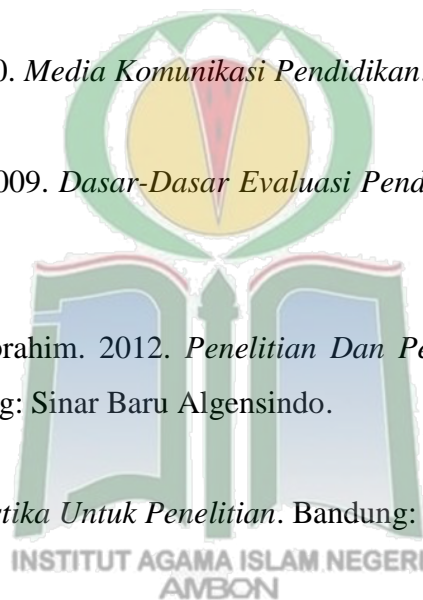 0. Media Komunikasi Pendidikan.
009. Dasar-Dasar Evaluasi Pend
brahim. 2012. Penelitian Dan Pe
g: Sinar Baru Algensindo.
tika Untuk Penelitian. Bandung:
INSTITUT AGAMA ISLAM NEGERI
AMBON